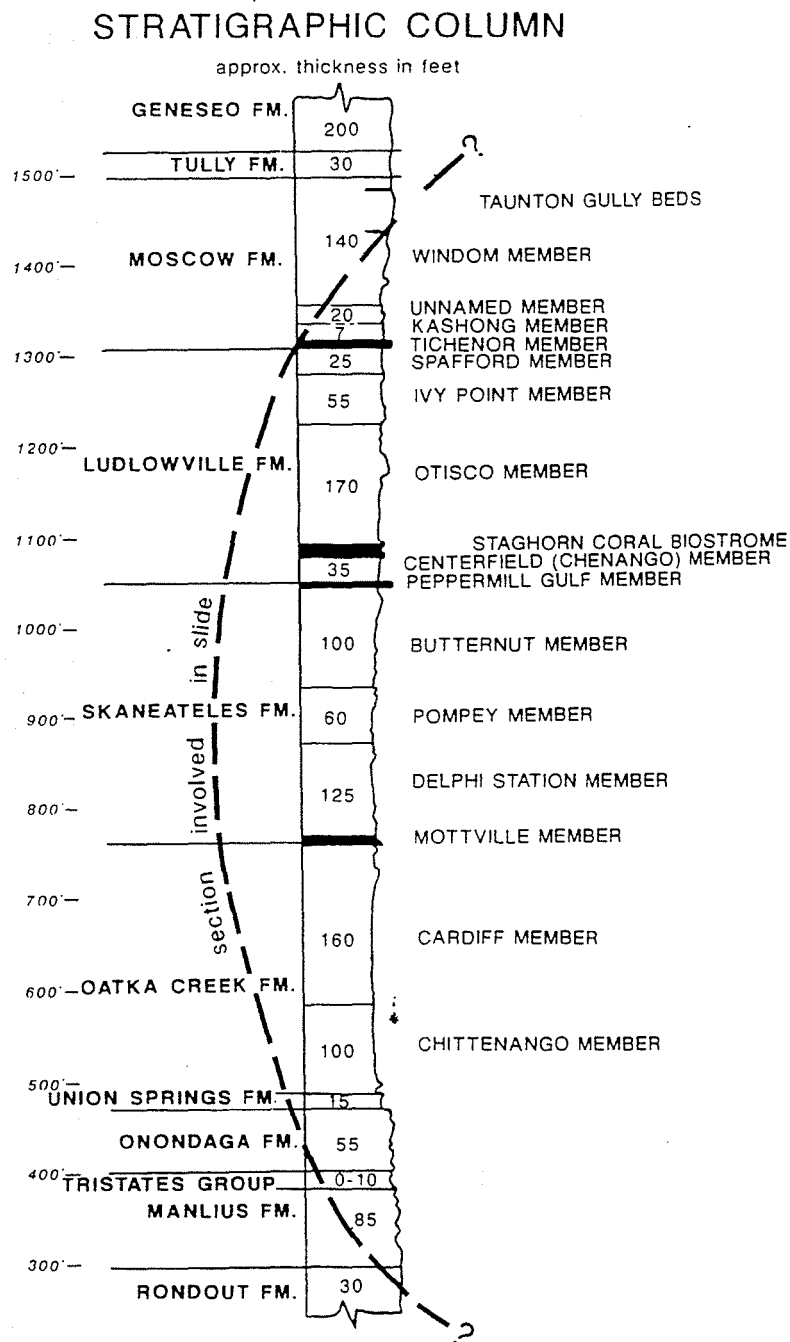 STRATIGRAPHIC COLUMN
approx. thickness in feet
GENESEO FM.
200
TULLY FM.
30
1500'
?
TAUNTON GULLY BEDS
140
MOSCOW FM.
WINDOM MEMBER
1400'
UNNAMED MEMBER
20
KASHONG MEMBER
7
TICHENOR MEMBER
1300'
25
SPAFFORD MEMBER
55
IVY POINT MEMBER
1200'
LUDLOWVILLE FM.
OTISCO MEMBER
170
1100'
STAGHORN CORAL BIOSTROME
CENTERFIELD (CHENANGO) MEMBER
35
PEPPERMILL GULF MEMBER
1000'
100
BUTTERNUT MEMBER
section involved in slide
900'
SKANEATELES FM.
60
POMPEY MEMBER
DELPHI STATION MEMBER
125
800'
MOTTVILLE MEMBER
700'
160
CARDIFF MEMBER
600'
OATKA CREEK FM.
100
CHITTENANGO MEMBER
500'
UNION SPRINGS FM.
15
ONONDAGA FM.
55
400'
TRISTATES GROUP
0-10
MANLIUS FM.
85
300'
RONDOUT FM.
30
?